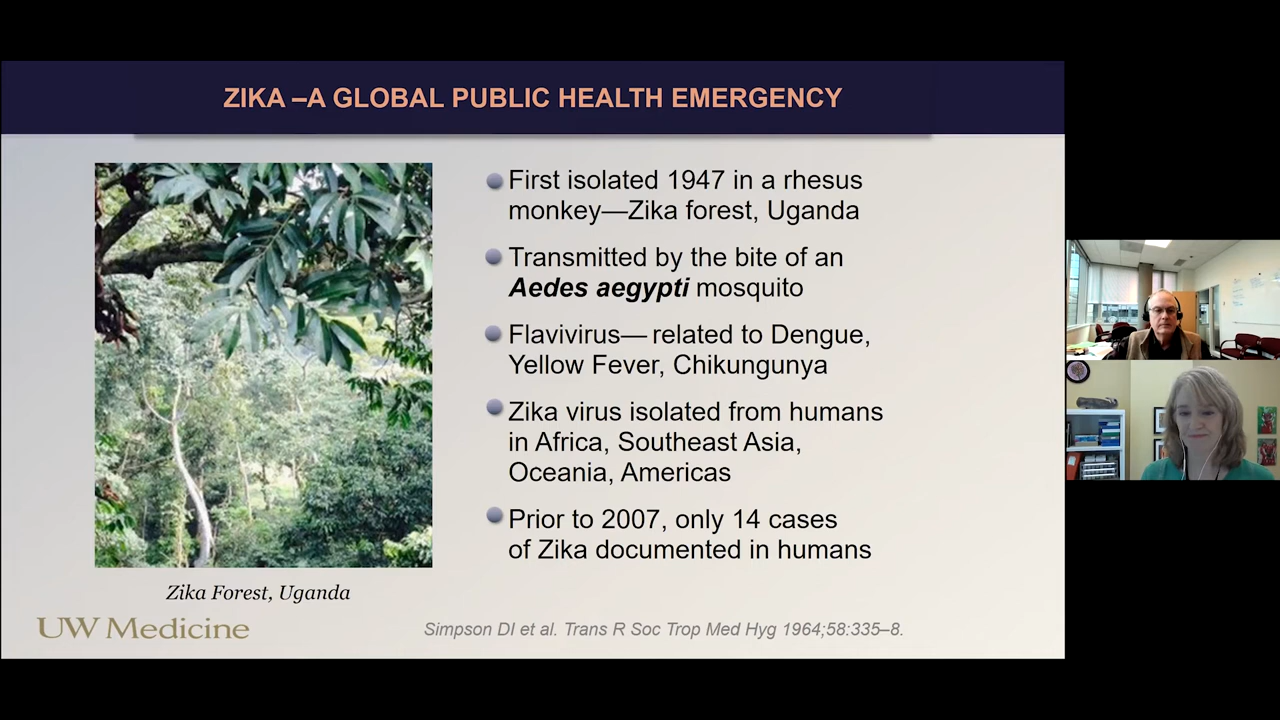 ZIKA –A GLOBAL PUBLIC HEALTH EMERGENCY
First isolated 1947 in a rhesus
monkey—Zika forest, Uganda
Transmitted by the bite of an
Aedes aegypti mosquito
Flavivirus— related to Dengue,
Yellow Fever, Chikungunya
Zika virus isolated from humans
in Africa, Southeast Asia,
Oceania, Americas
Prior to 2007, only 14 cases
of Zika documented in humans
Zika Forest, Uganda
UW Medicine
Simpson DI et al. Trans R Soc Trop Med Hyg 1964;58:335–8.